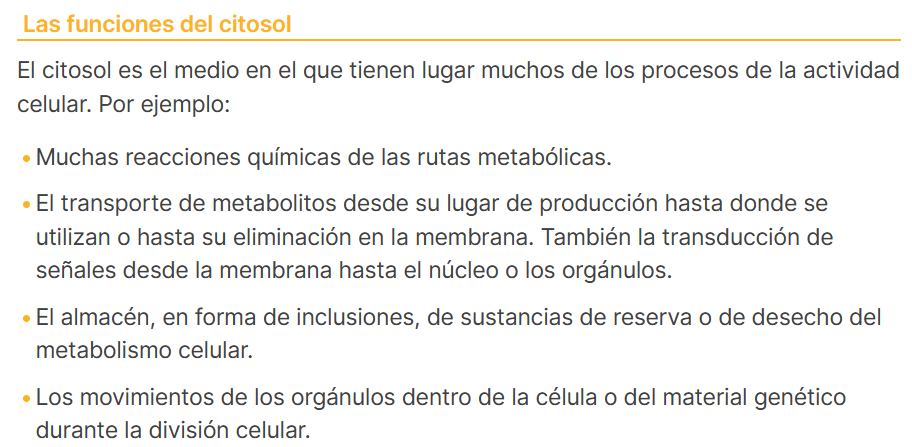 Las funciones del citosol
El citosol es el medio en el que tienen lugar muchos de los procesos de la actividad
celular. Por ejemplo:
• Muchas reacciones químicas de las rutas metabólicas.
• El transporte de metabolitos desde su lugar de producción hasta donde se
utilizan o hasta su eliminación en la membrana. También la transducción de
señales desde la membrana hasta el núcleo o los orgánulos.
• El almacén, en forma de inclusiones, de sustancias de reserva o de desecho del
metabolismo celular.
• Los movimientos de los orgánulos dentro de la célula o del material genético
durante la división celular.